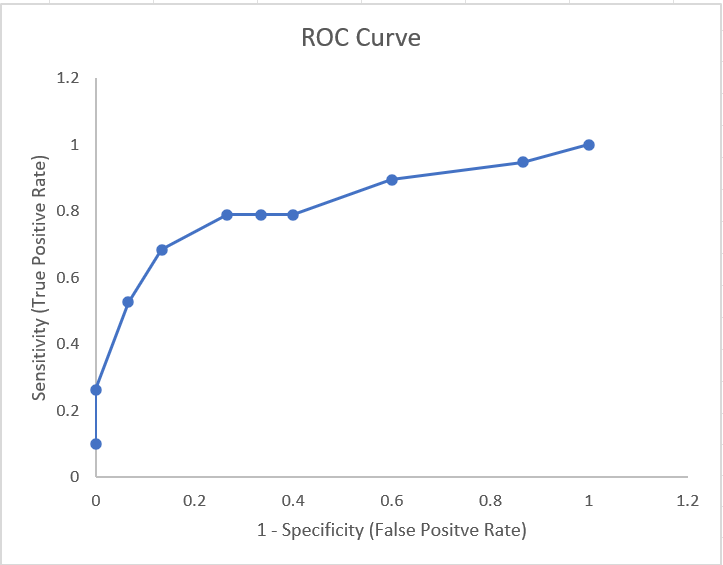 ROC Curve
Sensitivity (True Positive Rate)
1.2
1
0.8
0.6
0.4
0.2
0
0 0.2 0.4 0.6 0.8 1 1.2
1 - Specificity (False Positve Rate)